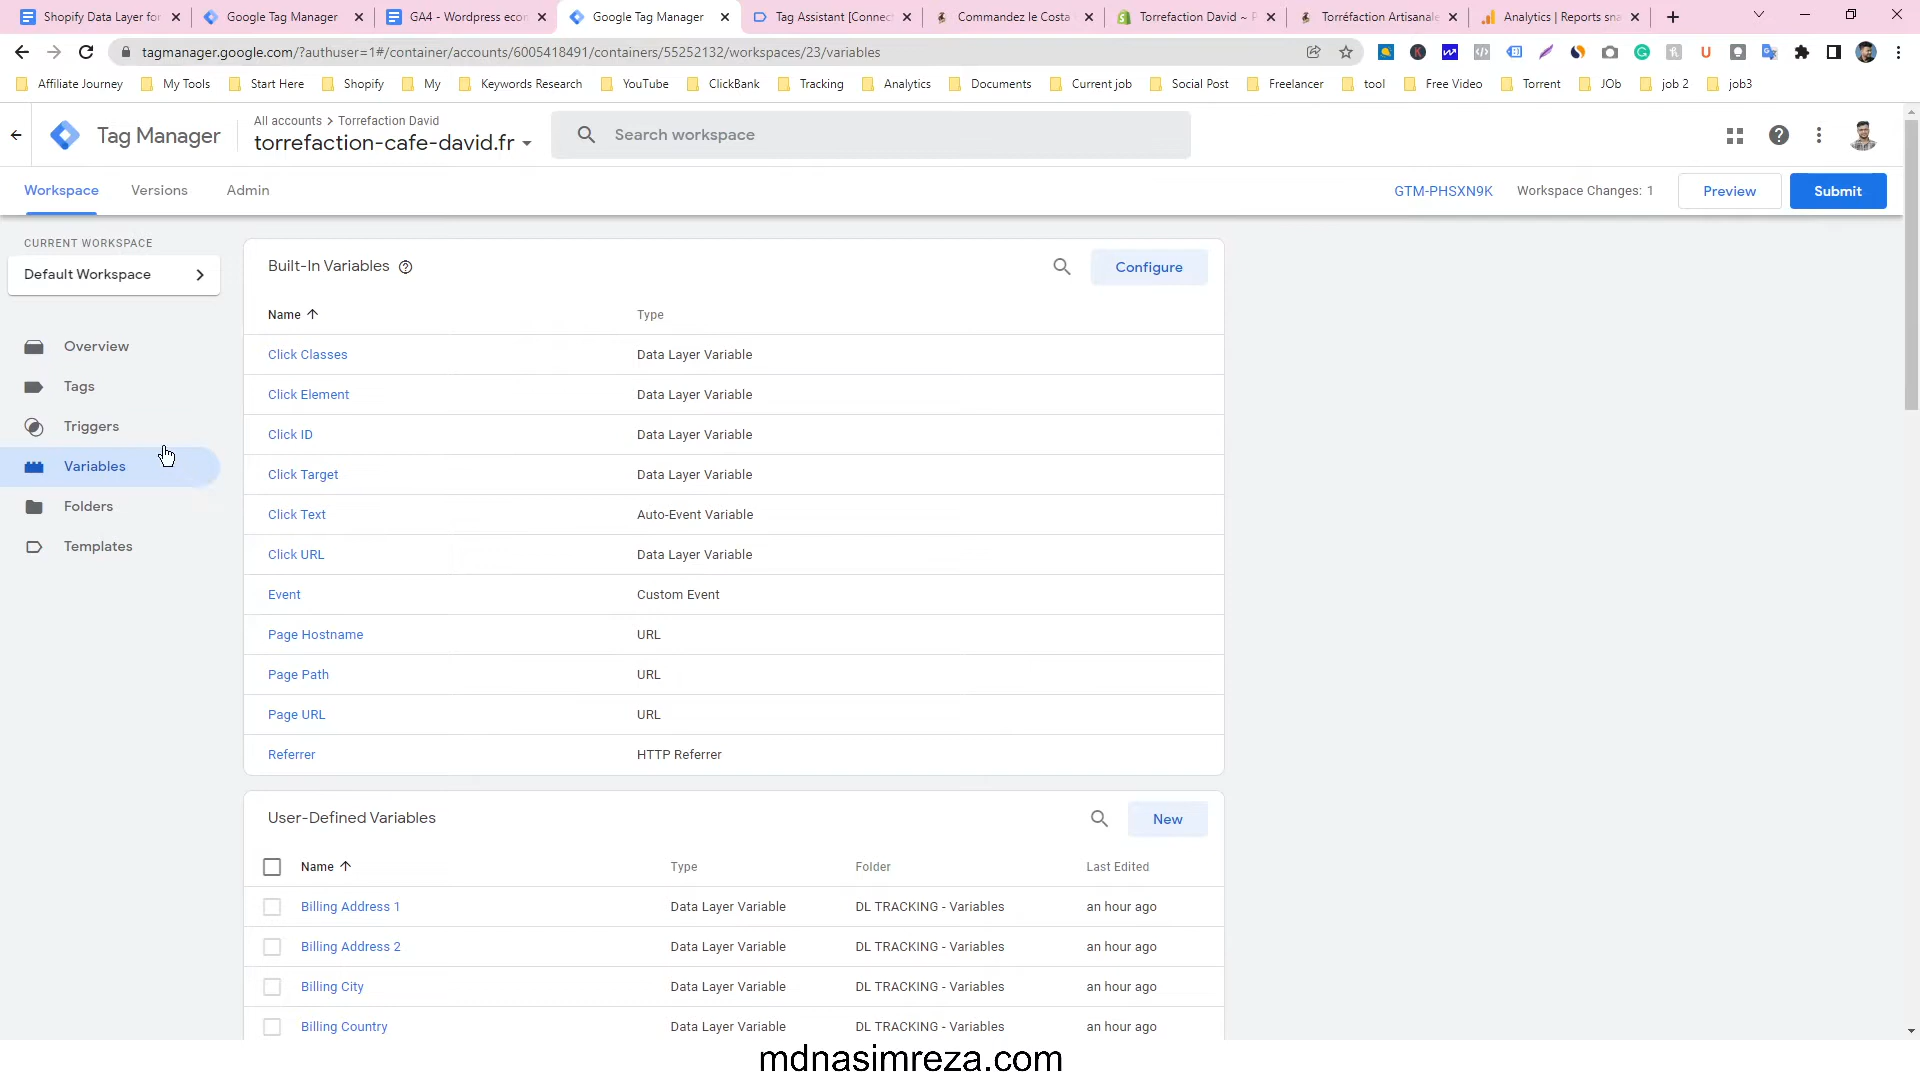 Shopify Data Layer for
Google Tag Manager
GA4 - Wordpress econ
Google Tag Manager
Tag Assistant [Connec
Commandez le Costa
Torrefaction David ~ P
Torréfaction Artisanale
Analytics | Reports sna
tagmanager.google.com/?authuser=1#/container/accounts/6005418491/containers/55252132/workspaces/23/variables
Affiliate Journey
My Tools
Start Here
Shopify
My
Keywords Research
YouTube
ClickBank
Tracking
Analytics
Documents
Current job
Social Post
Freelancer
tool
Free Video
Torrent
JOb
job 2
job3
Tag Manager
All accounts > Torrefaction David
torrefaction-cafe-david.fr
Search workspace
Workspace
Versions
Admin
GTM-PHSXN9K
Workspace Changes: 1
Preview
Submit
CURRENT WORKSPACE
Default Workspace
Overview
Tags
Triggers
Variables
Folders
Templates
Built-In Variables
Configure
Name Type
Click Classes Data Layer Variable
Click Element Data Layer Variable
Click ID Data Layer Variable
Click Target Data Layer Variable
Click Text Auto-Event Variable
Click URL Data Layer Variable
Event Custom Event
Page Hostname URL
Page Path URL
Page URL URL
Referrer HTTP Referrer
User-Defined Variables
New
Name Type Folder Last Edited
Billing Address 1 Data Layer Variable DL TRACKING - Variables an hour ago
Billing Address 2 Data Layer Variable DL TRACKING - Variables an hour ago
Billing City Data Layer Variable DL TRACKING - Variables an hour ago
Billing Country Data Layer Variable DL TRACKING - Variables an hour ago
mdnasimreza.com